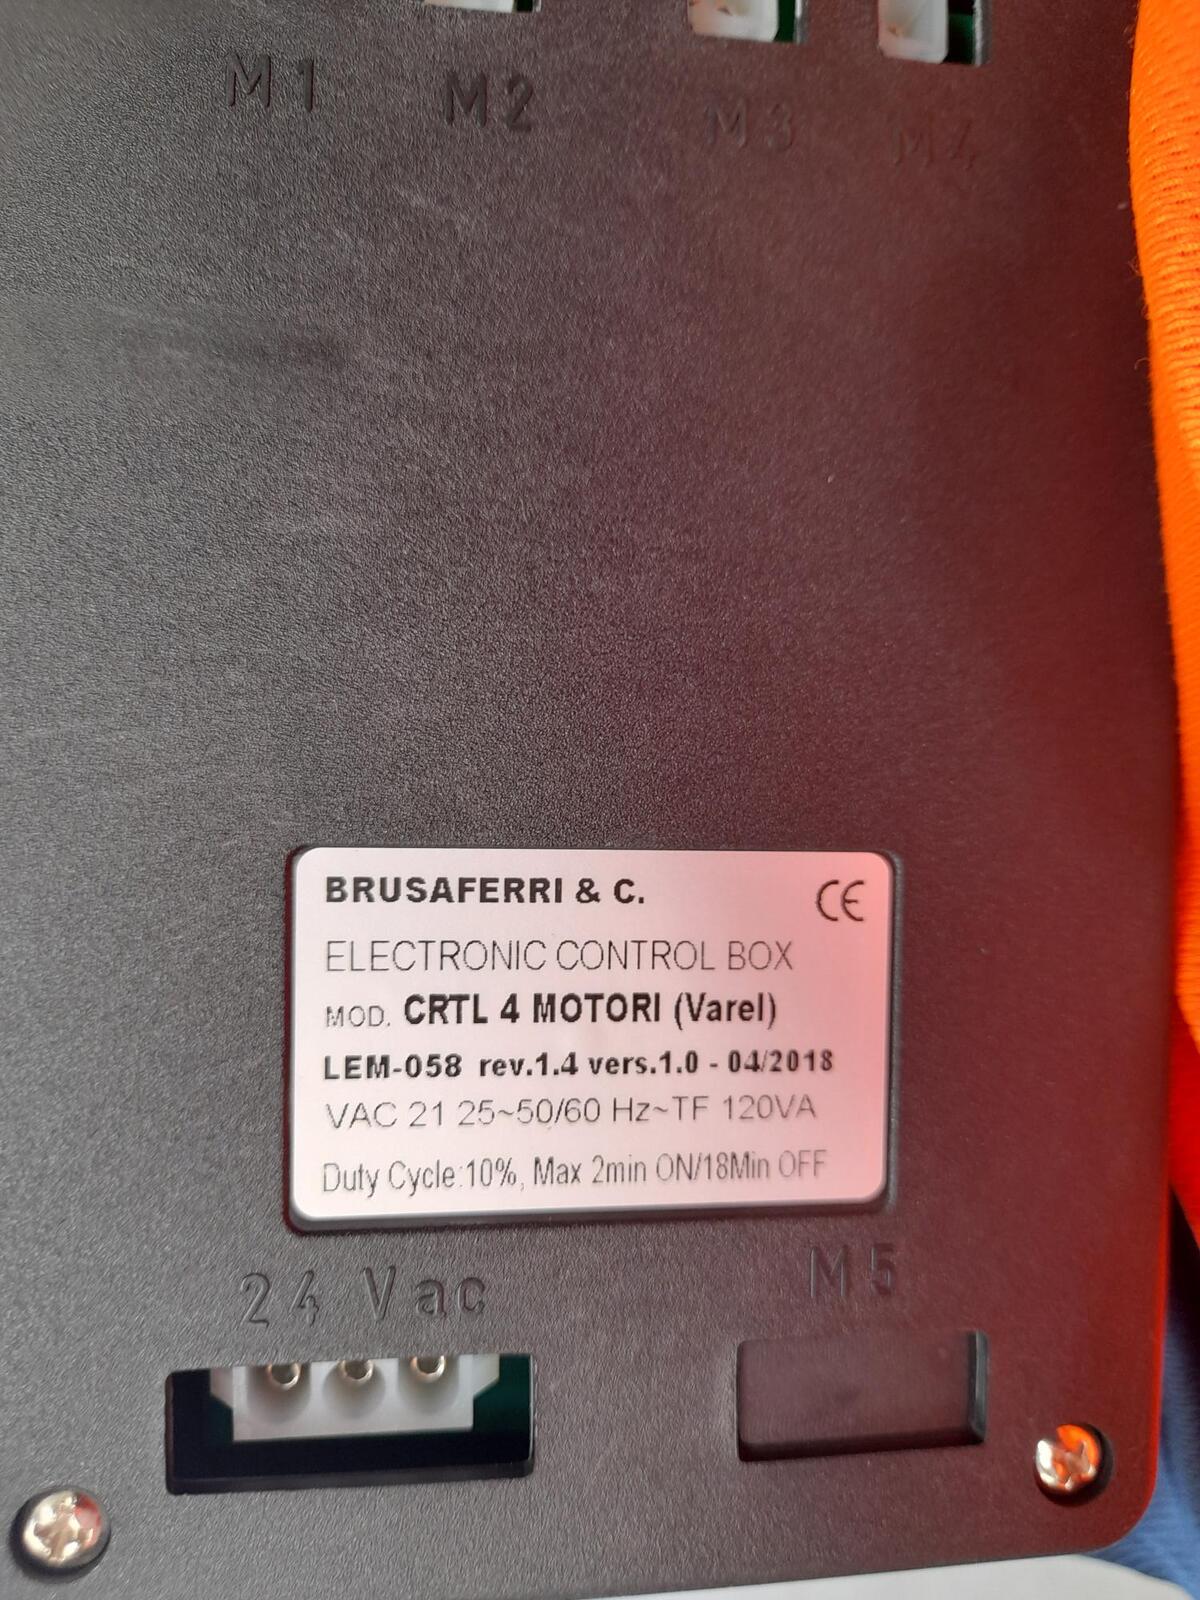 M1 M2 M3 M4
BRUSAFERRI & C. CE
ELECTRONIC CONTROL BOX
MOD. CRTL 4 MOTORI (Varel)
LEM-058 rev.1.4 vers.1.0 - 04/2018
VAC 21 25~50/60 Hz~TF 120VA
Duty Cycle:10%, Max 2min ON/18Min OFF
24 Vac M5